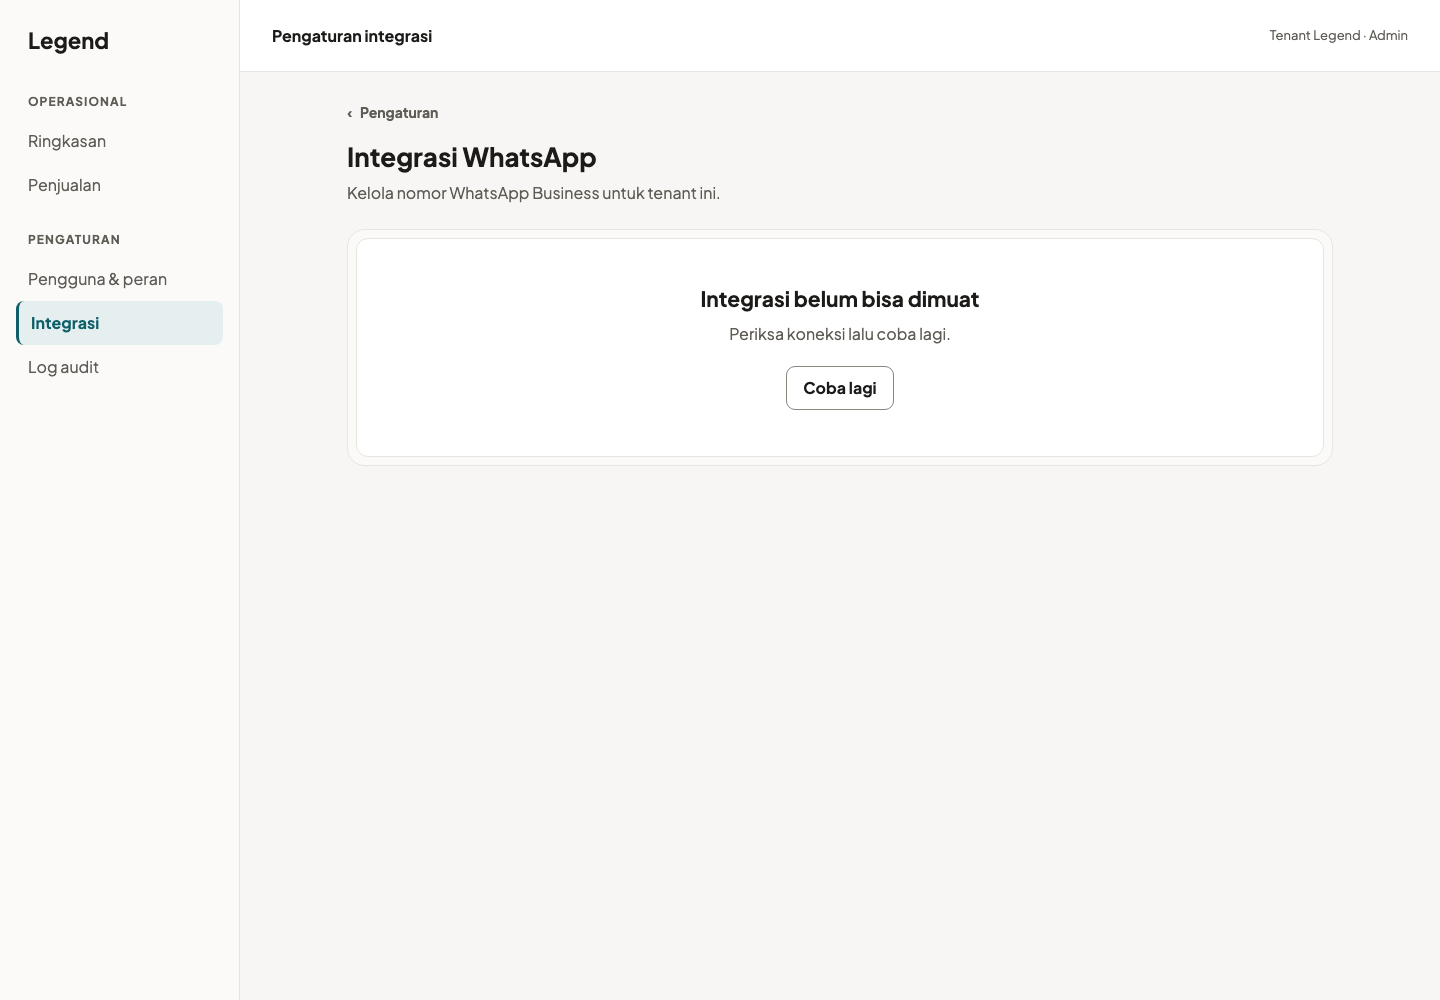 Legend
OPERASIONAL
Ringkasan
Penjualan
PENGATURAN
Pengguna & peran
Integrasi
Log audit
Pengaturan integrasi
Tenant Legend · Admin
‹ Pengaturan
Integrasi WhatsApp
Kelola nomor WhatsApp Business untuk tenant ini.
Integrasi belum bisa dimuat
Periksa koneksi lalu coba lagi.
Coba lagi